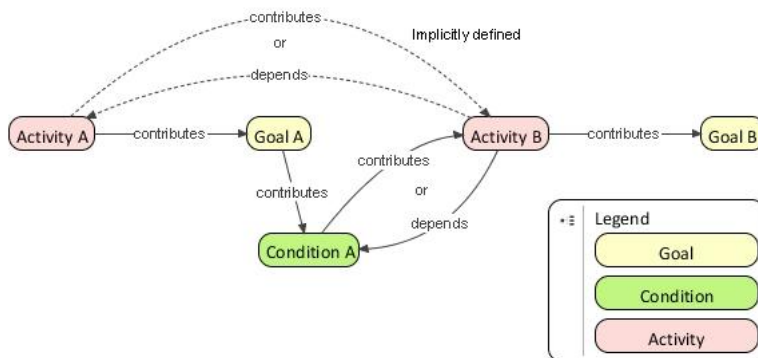 contributes
Implicitly defined
or
depends
Activity A
contributes
Goal A
Activity B
contributes
Goal B
contributes
contributes
or
depends
Condition A
Legend
Goal
Condition
Activity